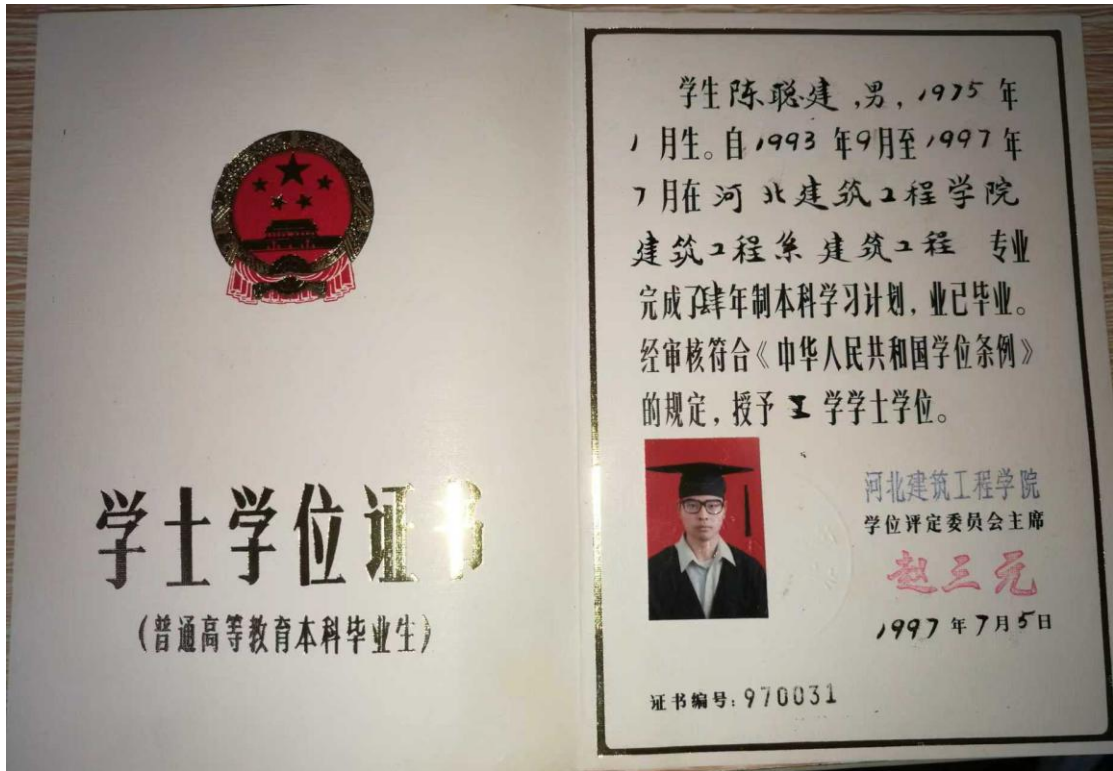 学士学位证书
(普通高等教育本科毕业生)
学生陈聪建,男,1975年
1月生。自1993年9月至1997年
7月在河北建筑工程学院
建筑工程系建筑工程 专业
完成了肆年制本科学习计划,业已毕业。
经审核符合《中华人民共和国学位条例》
的规定,授予工学学士学位。
河北建筑工程学院
学位评定委员会主席
赵三元
1997年7月5日
证书编号:970031